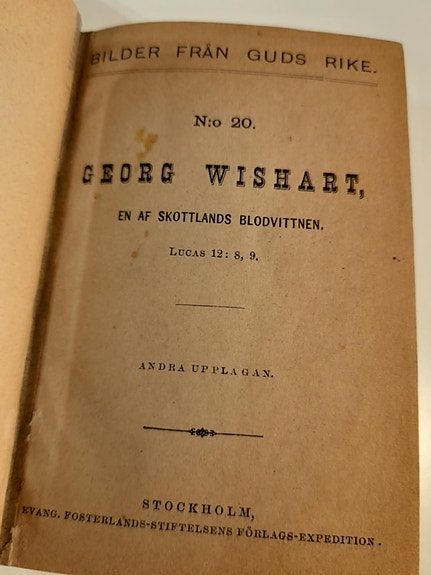 BILDER FRÅN GUDS RIKE.
N:o 20.
GEORG WISHART,
EN AF SKOTTLANDS BLODVITTNEN.
LUCAS 12: 8, 9.
ANDRA UPPLAGAN.
STOCKHOLM,
EVANG. FOSTERLANDS-STIFTELSENS FÖRLAGS-EXPEDITION.